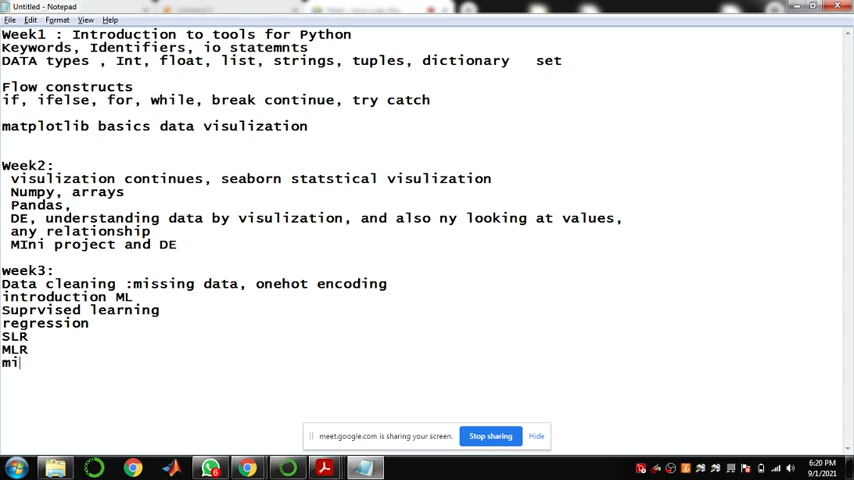 Untitled - Notepad
File Edit Format View Help
Week1 : Introduction to tools for Python
Keywords, Identifiers, io statemnts
DATA types , Int, float, list, strings, tuples, dictionary set
Flow constructs
if, ifelse, for, while, break continue, try catch
matplotlib basics data visulization
Week2:
visulization continues, seaborn statstical visulization
Numpy, arrays
Pandas,
DE, understanding data by visulization, and also ny looking at values,
any relationship
MIni project and DE
week3:
Data cleaning :missing data, onehot encoding
introduction ML
Suprvised learning
regression
SLR
MLR
mi
meet.google.com is sharing your screen. Stop sharing Hide
6
6:20 PM
9/1/2021